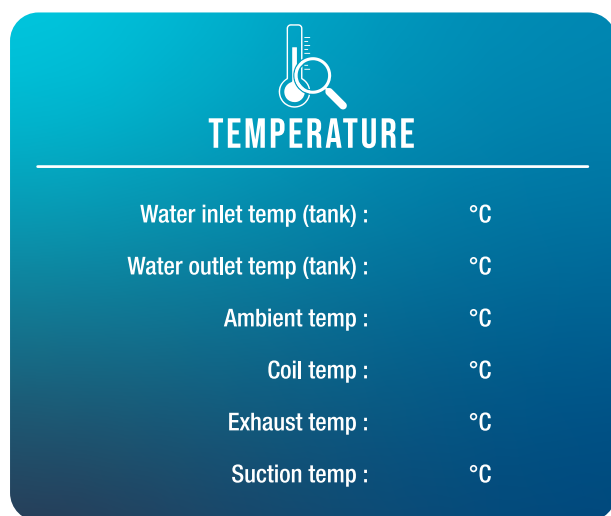 TEMPERATURE
Water inlet temp (tank) : °C
Water outlet temp (tank) : °C
Ambient temp : °C
Coil temp : °C
Exhaust temp : °C
Suction temp : °C